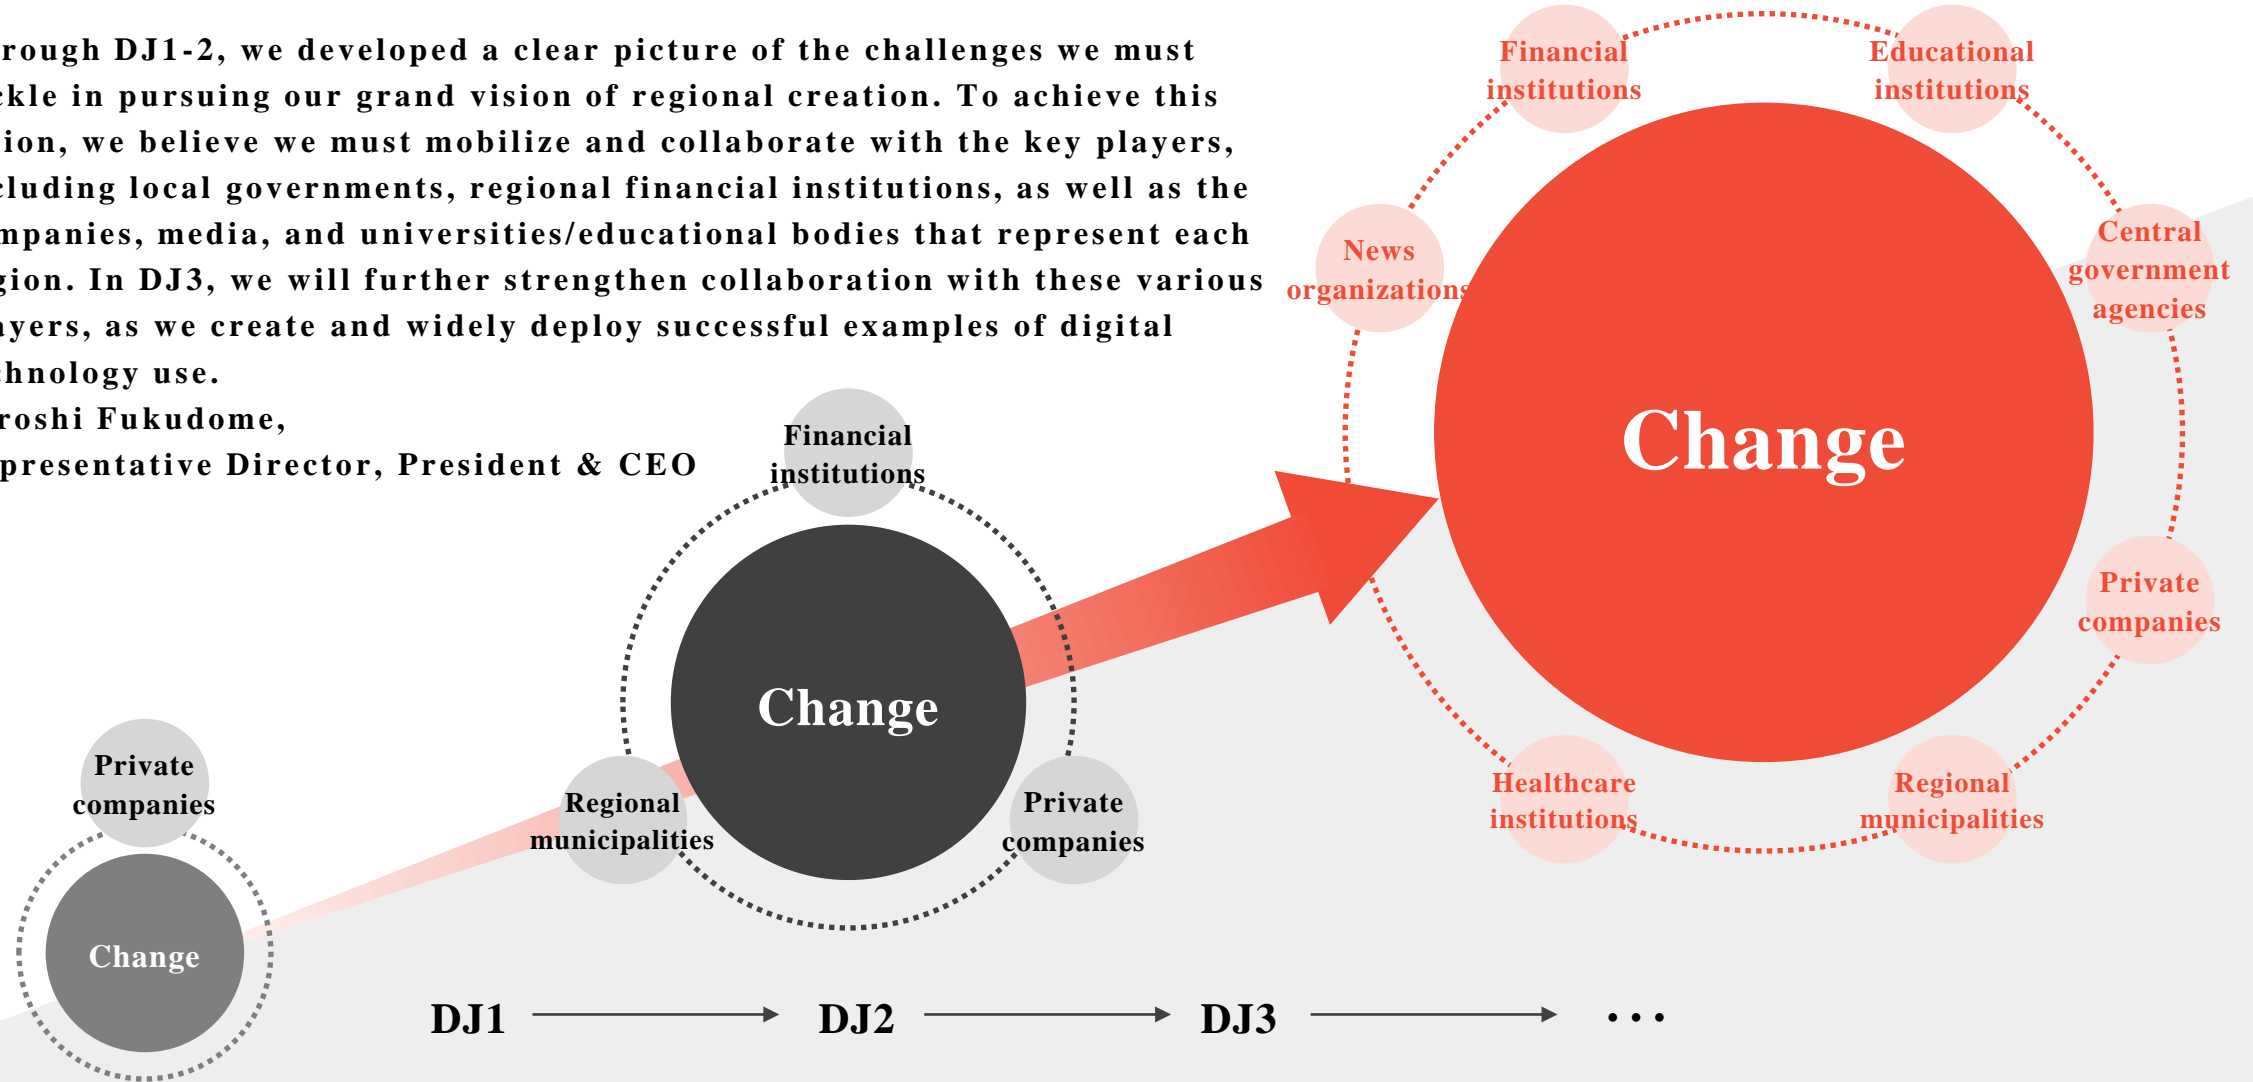 rough DJ1-2, we developed a clear picture of the challenges we must
ckle in pursuing our grand vision of regional creation. To achieve this
ion, we believe we must mobilize and collaborate with the key players,
cluding local governments, regional financial institutions, as well as the
mpanies, media, and universities/educational bodies that represent each
gion. In DJ3, we will further strengthen collaboration with these various
ayers, as we create and widely deploy successful examples of digital
chnology use.
roshi Fukudome,
presentative Director, President & CEO
Private
companies
Change
Financial
institutions
Change
Regional
municipalities
Private
companies
Financial
institutions
Educational
institutions
News
organizations
Central
government
agencies
Change
Private
companies
Healthcare
institutions
Regional
municipalities
DJ1 DJ2 DJ3 ...